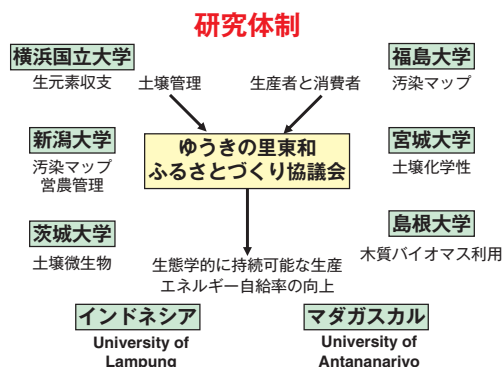 研究体制
横浜国立大学
生元素収支
土壌管理
生産者と消費者
福島大学
汚染マップ
新潟大学
汚染マップ
営農管理
ゆうきの里東和
ふるさとづくり協議会
宮城大学
土壌化学性
茨城大学
土壌微生物
島根大学
木質バイオマス利用
生態学的に持続可能な生産
エネルギー自給率の向上
インドネシア
University of
Lampung
マダガスカル
University of
Antananarivo